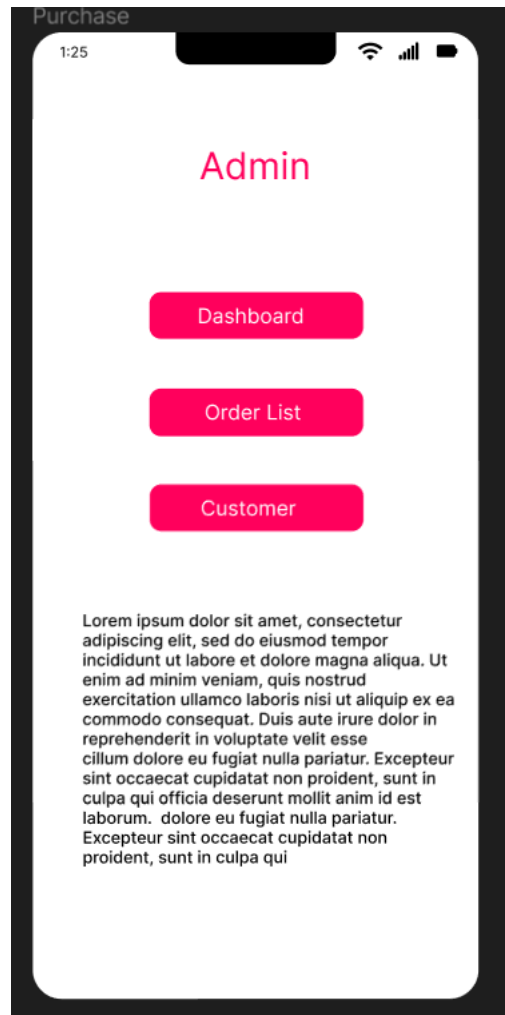 Purchase
1:25
Admin
Dashboard
Order List
Customer
Lorem ipsum dolor sit amet, consectetur
adipiscing elit, sed do eiusmod tempor
incididunt ut labore et dolore magna aliqua. Ut
enim ad minim veniam, quis nostrud
exercitation ullamco laboris nisi ut aliquip ex ea
commodo consequat. Duis aute irure dolor in
reprehenderit in voluptate velit esse
cillum dolore eu fugiat nulla pariatur. Excepteur
sint occaecat cupidatat non proident, sunt in
culpa qui officia deserunt mollit anim id est
laborum.  dolore eu fugiat nulla pariatur.
Excepteur sint occaecat cupidatat non
proident, sunt in culpa qui